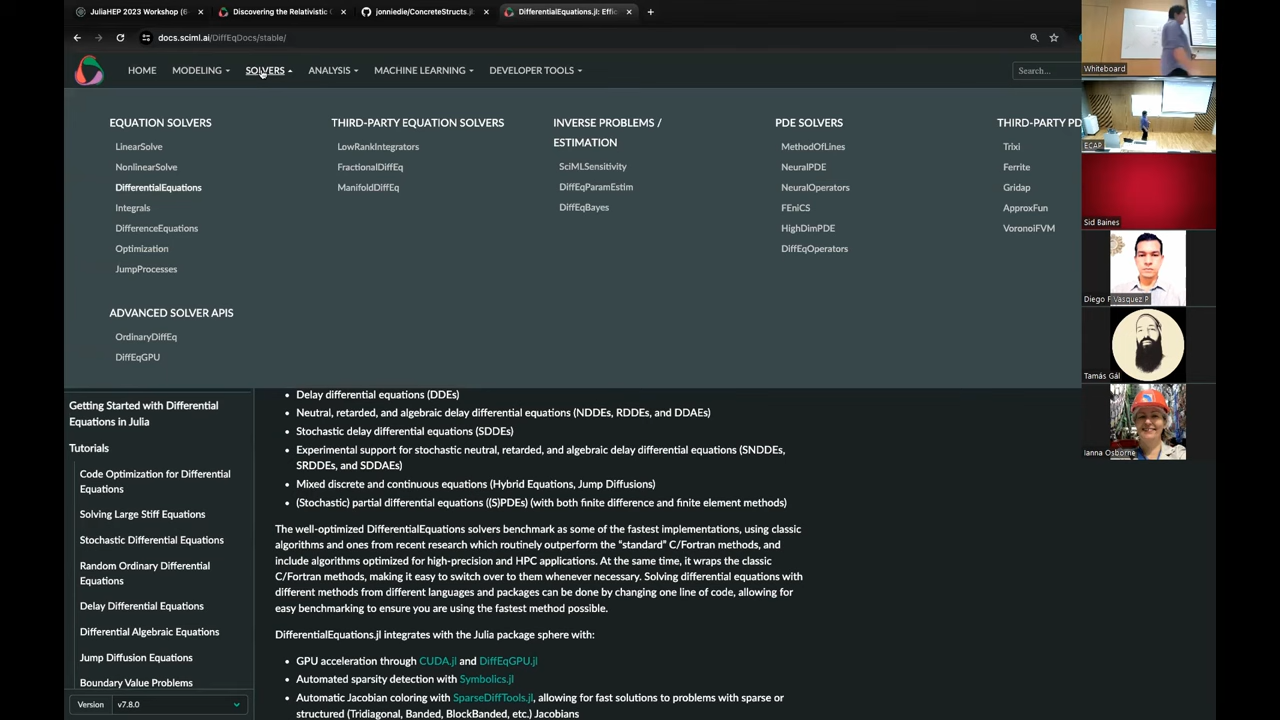 JuliaHEP 2023 Workshop (6
Discovering the Relativistic (
jonniedie/ConcreteStructs.jl
DifferentialEquations.jl: Effic
docs.sciml.ai/DiffEqDocs/stable/
HOME
MODELING
SOLVERS
ANALYSIS
MACHINE LEARNING
DEVELOPER TOOLS
Search...
EQUATION SOLVERS
LinearSolve
NonlinearSolve
DifferentialEquations
Integrals
DifferenceEquations
Optimization
JumpProcesses
ADVANCED SOLVER APIS
OrdinaryDiffEq
DiffEqGPU
THIRD-PARTY EQUATION SOLVERS
LowRankIntegrators
FractionalDiffEq
ManifoldDiffEq
INVERSE PROBLEMS /
ESTIMATION
SciMLSensitivity
DiffEqParamEstim
DiffEqBayes
PDE SOLVERS
MethodOfLines
NeuralPDE
NeuralOperators
FEniCS
HighDimPDE
DiffEqOperators
THIRD-PARTY PD
Trixi
Ferrite
Gridap
ApproxFun
VoronoiFVM
Getting Started with Differential
Equations in Julia
Tutorials
Code Optimization for Differential
Equations
Solving Large Stiff Equations
Stochastic Differential Equations
Random Ordinary Differential
Equations
Delay Differential Equations
Differential Algebraic Equations
Jump Diffusion Equations
Boundary Value Problems
Version
v7.8.0
• Delay differential equations (DDEs)
• Neutral, retarded, and algebraic delay differential equations (NDDEs, RDDEs, and DDAEs)
• Stochastic delay differential equations (SDDEs)
• Experimental support for stochastic neutral, retarded, and algebraic delay differential equations (SNDDEs,
SRDDEs, and SDDAEs)
• Mixed discrete and continuous equations (Hybrid Equations, Jump Diffusions)
• (Stochastic) partial differential equations ((S)PDEs) (with both finite difference and finite element methods)
The well-optimized DifferentialEquations solvers benchmark as some of the fastest implementations, using classic
algorithms and ones from recent research which routinely outperform the "standard" C/Fortran methods, and
include algorithms optimized for high-precision and HPC applications. At the same time, it wraps the classic
C/Fortran methods, making it easy to switch over to them whenever necessary. Solving differential equations with
different methods from different languages and packages can be done by changing one line of code, allowing for
easy benchmarking to ensure you are using the fastest method possible.
DifferentialEquations.jl integrates with the Julia package sphere with:
• GPU acceleration through CUDA.jl and DiffEqGPU.jl
• Automated sparsity detection with Symbolics.jl
• Automatic Jacobian coloring with SparseDiffTools.jl, allowing for fast solutions to problems with sparse or
structured (Tridiagonal, Banded, BlockBanded, etc.) Jacobians
Whiteboard
ECAP
Sid Baines
Diego F Vasquez P
Tamás Gál
Ianna Osborne